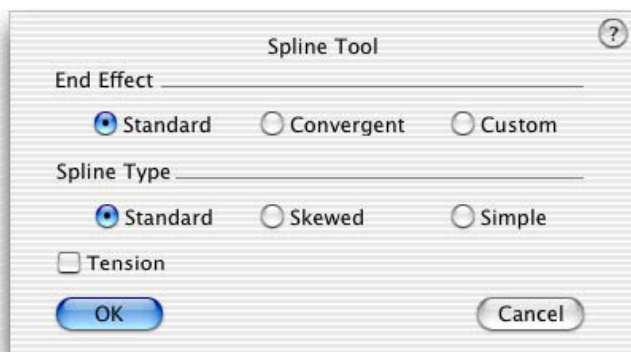 Spline Tool
?
End Effect
Standard Convergent Custom
Spline Type
Standard Skewed Simple
Tension
OK Cancel